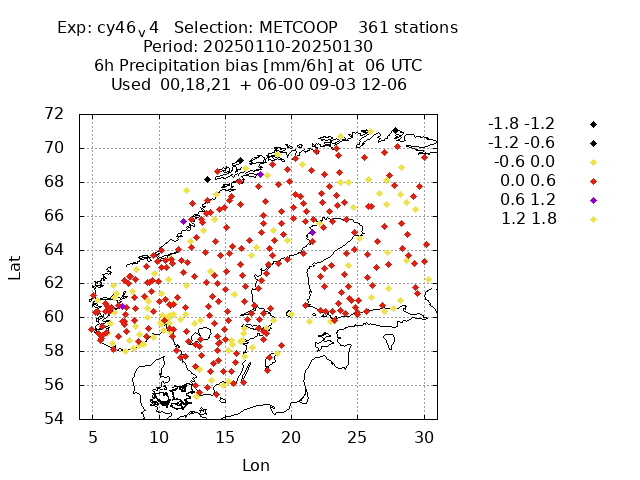 Exp: cy46v4 Selection: METCOOP 361 stations
Period: 20250110-20250130
6h Precipitation bias [mm/6h] at 06 UTC
Used 00,18,21 + 06-00 09-03 12-06
72
70
68
66
64
62
60
58
56
54
Lat
5 10 15 20 25 30
Lon
-1.8 -1.2
-1.2 -0.6
-0.6 0.0
0.0 0.6
0.6 1.2
1.2 1.8